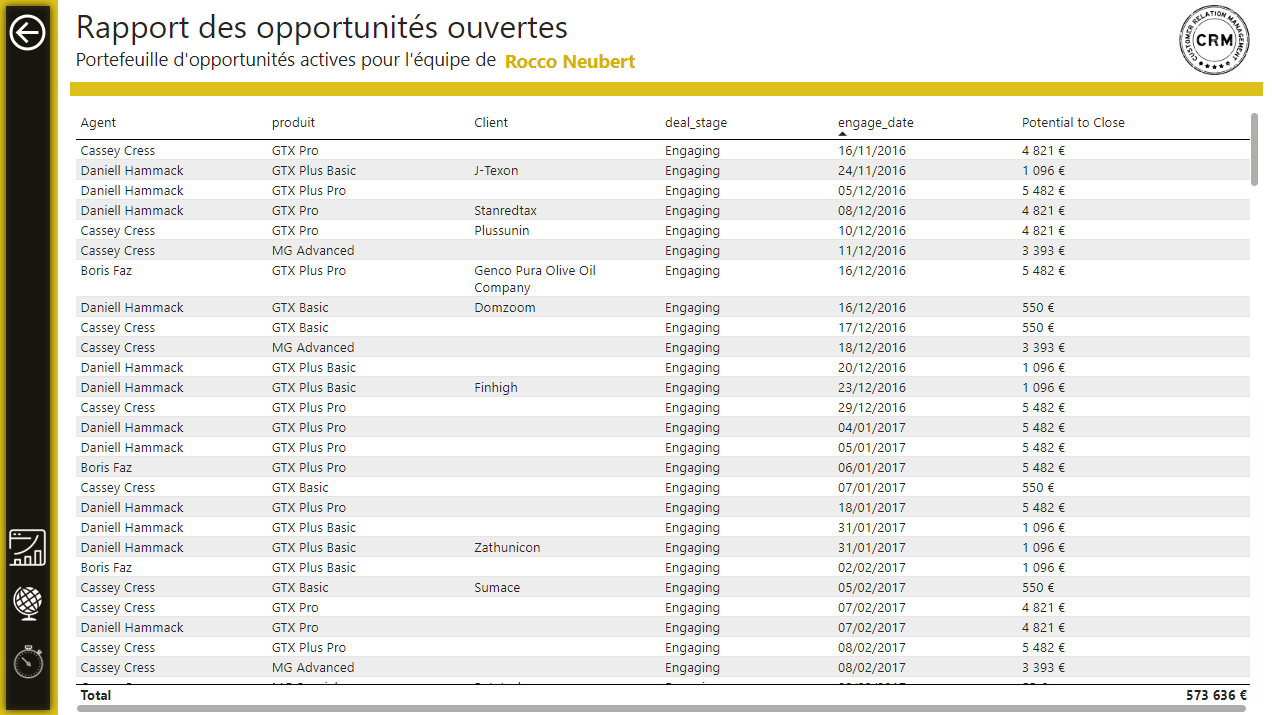 Rapport des opportunités ouvertes
Portefeuille d'opportunités actives pour l'équipe de Rocco Neubert
CUSTOMER RELATION MANAGEMENT
CRM
Agent produit Client deal_stage engage_date Potential to Close
Cassey Cress GTX Pro Engaging 16/11/2016 4 821 €
Daniell Hammack GTX Plus Basic J-Texon Engaging 24/11/2016 1 096 €
Daniell Hammack GTX Plus Pro Engaging 05/12/2016 5 482 €
Daniell Hammack GTX Pro Stanredtax Engaging 08/12/2016 4 821 €
Cassey Cress GTX Pro Plussunin Engaging 10/12/2016 4 821 €
Cassey Cress MG Advanced Engaging 11/12/2016 3 393 €
Boris Faz GTX Plus Pro Genco Pura Olive Oil Engaging 16/12/2016 5 482 €
Company
Daniell Hammack GTX Basic Domzoom Engaging 16/12/2016 550 €
Cassey Cress GTX Basic Engaging 17/12/2016 550 €
Cassey Cress MG Advanced Engaging 18/12/2016 3 393 €
Daniell Hammack GTX Plus Basic Engaging 20/12/2016 1 096 €
Daniell Hammack GTX Plus Basic Finhigh Engaging 23/12/2016 1 096 €
Cassey Cress GTX Plus Pro Engaging 29/12/2016 5 482 €
Daniell Hammack GTX Plus Pro Engaging 04/01/2017 5 482 €
Daniell Hammack GTX Plus Pro Engaging 05/01/2017 5 482 €
Boris Faz GTX Plus Pro Engaging 06/01/2017 5 482 €
Cassey Cress GTX Basic Engaging 07/01/2017 550 €
Daniell Hammack GTX Plus Pro Engaging 18/01/2017 5 482 €
Daniell Hammack GTX Plus Basic Engaging 31/01/2017 1 096 €
Daniell Hammack GTX Plus Basic Zathunicon Engaging 31/01/2017 1 096 €
Boris Faz GTX Plus Basic Engaging 02/02/2017 1 096 €
Cassey Cress GTX Basic Sumace Engaging 05/02/2017 550 €
Cassey Cress GTX Pro Engaging 07/02/2017 4 821 €
Daniell Hammack GTX Pro Engaging 07/02/2017 4 821 €
Cassey Cress GTX Plus Pro Engaging 08/02/2017 5 482 €
Cassey Cress MG Advanced Engaging 08/02/2017 3 393 €
Total 573 636 €